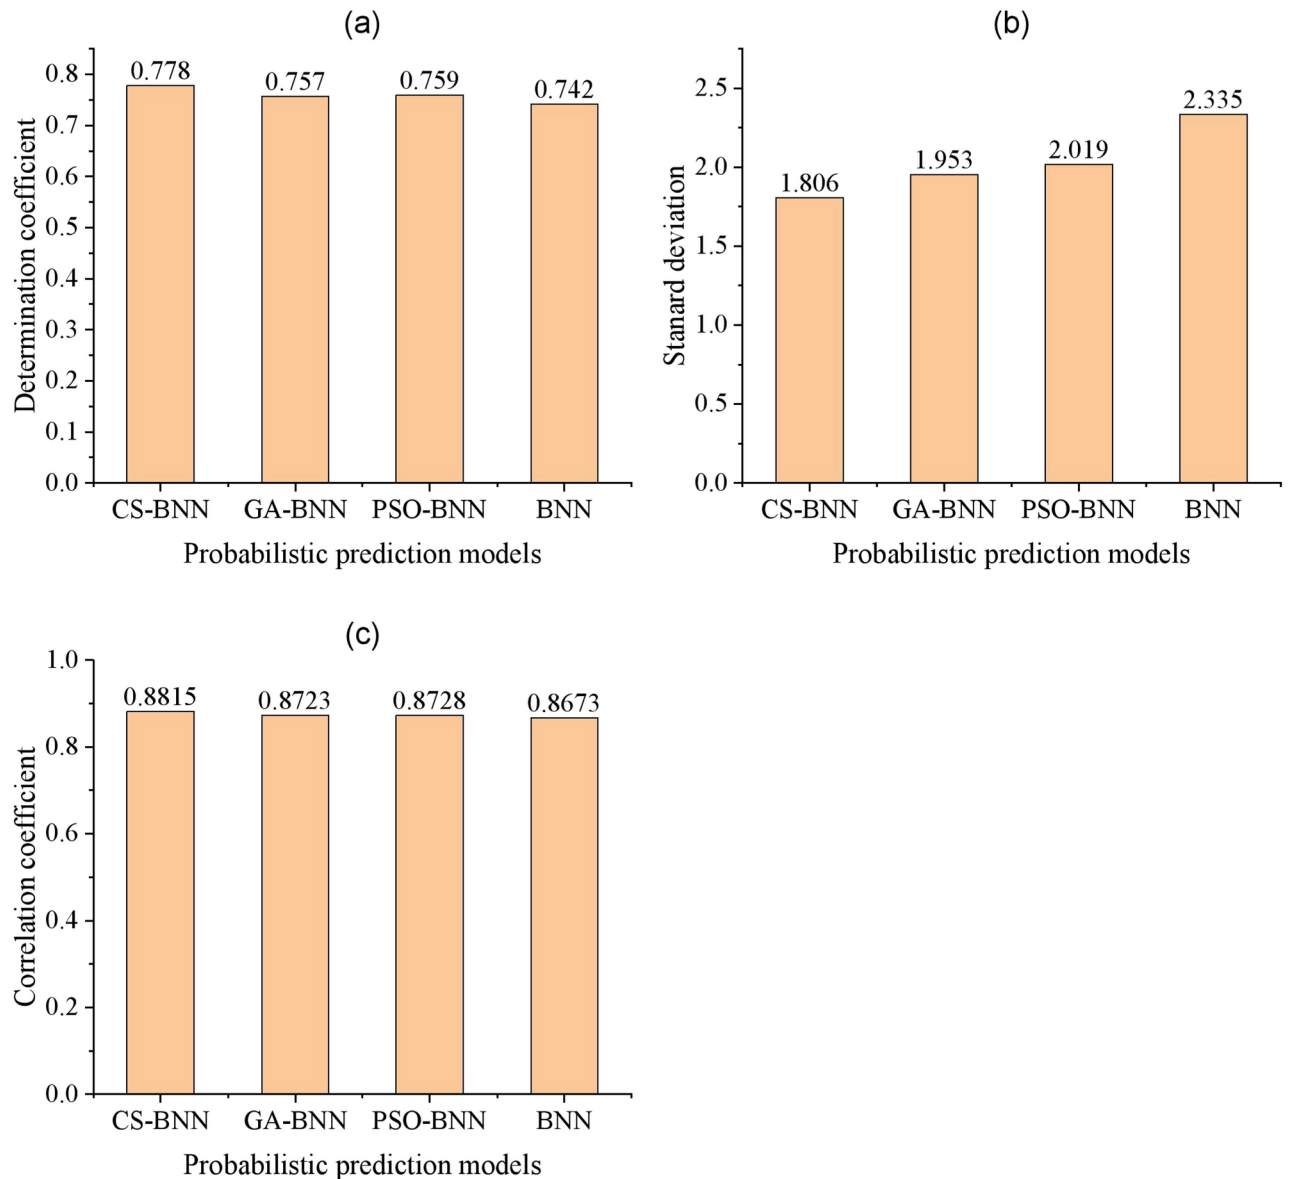 (a)
Determination coefficient
0.8
0.7
0.6
0.5
0.4
0.3
0.2
0.1
0.0
0.778
0.757
0.759
0.742
CS-BNN GA-BNN PSO-BNN BNN
Probabilistic prediction models
(b)
Stanard deviation
2.5
2.0
1.5
1.0
0.5
0.0
1.806
1.953
2.019
2.335
CS-BNN GA-BNN PSO-BNN BNN
Probabilistic prediction models
(c)
Correlation coefficient
1.0
0.8
0.6
0.4
0.2
0.0
0.8815
0.8723
0.8728
0.8673
CS-BNN GA-BNN PSO-BNN BNN
Probabilistic prediction models